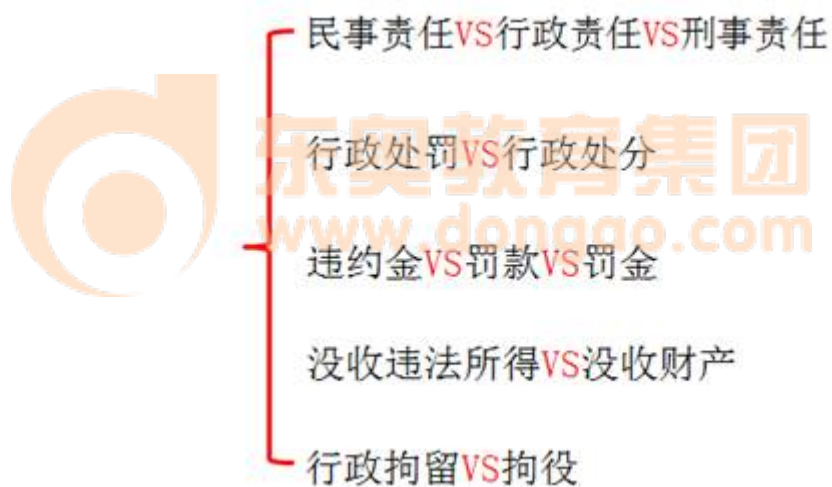 民事责任VS行政责任VS刑事责任
东奥教育集团
行政处罚VS行政处分
www.dongao.com
违约金VS罚款VS罚金
没收违法所得VS没收财产
行政拘留VS拘役